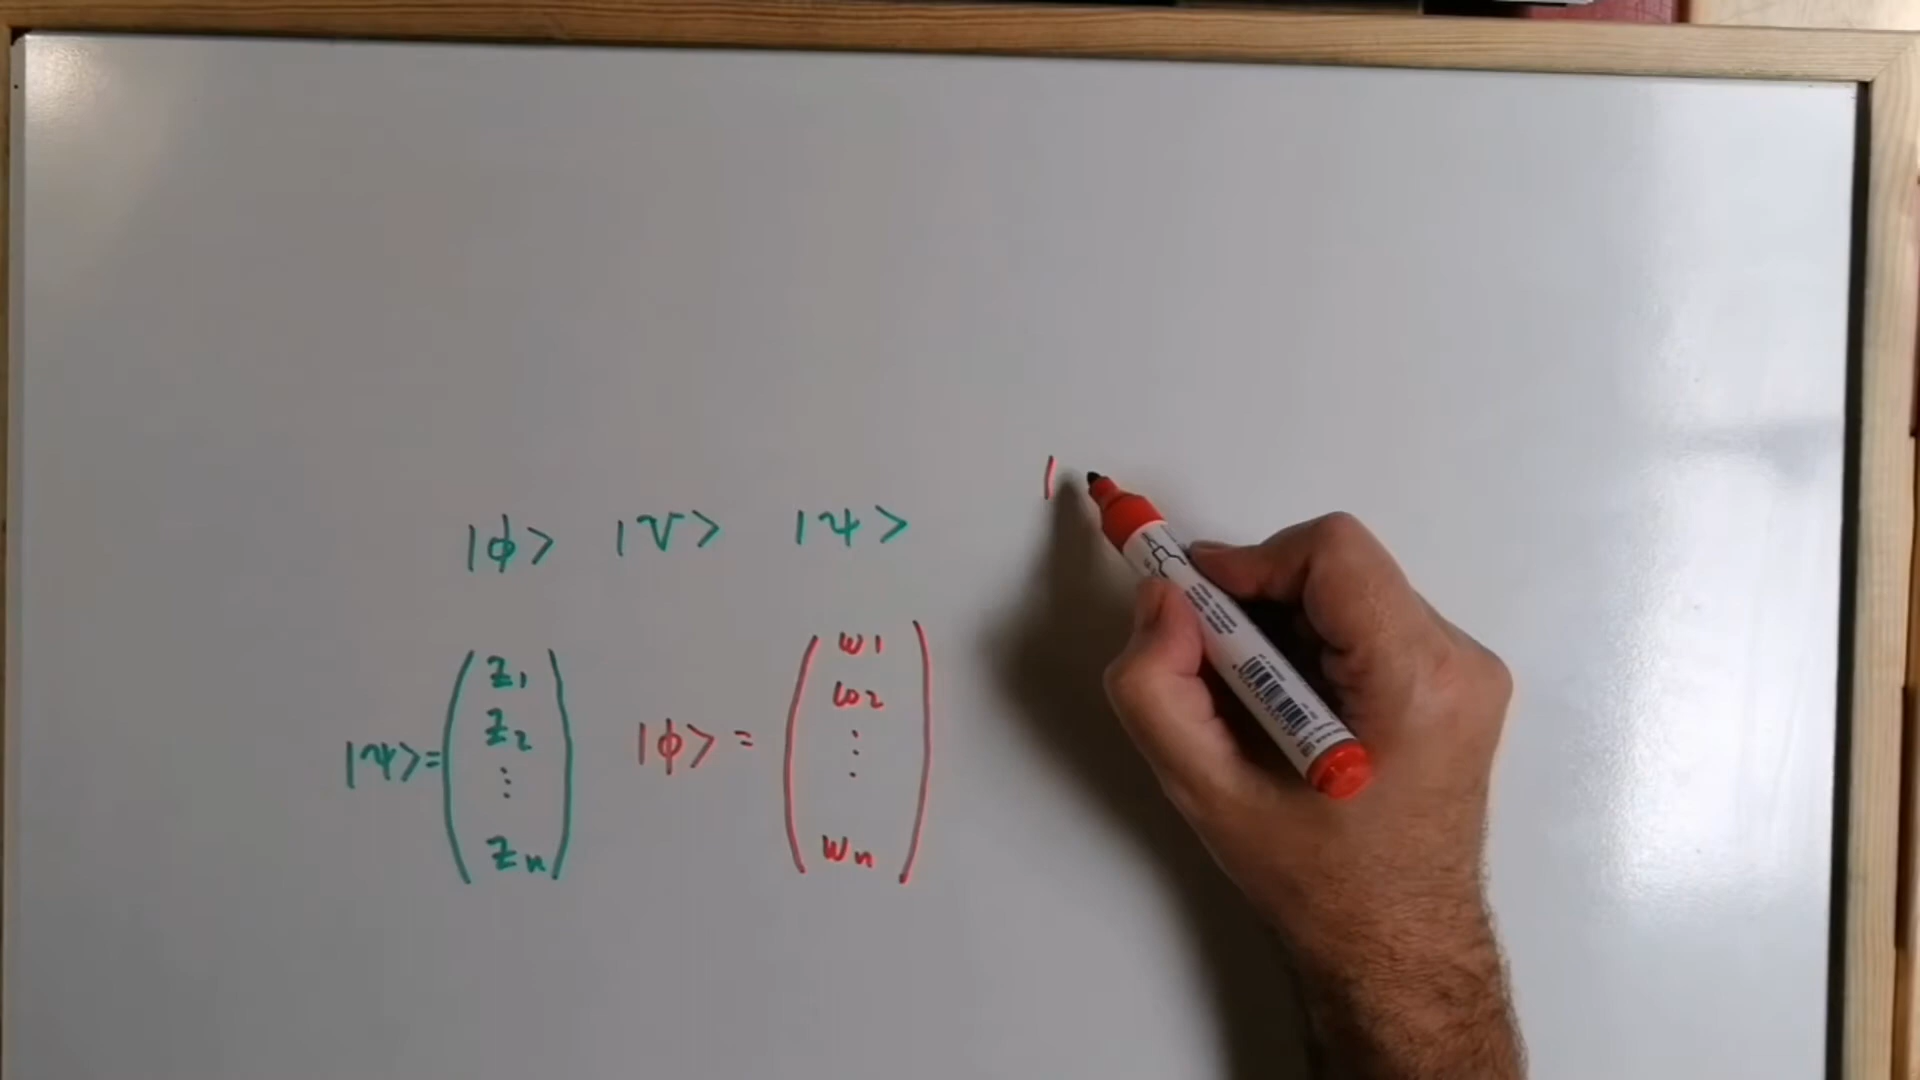 |
|ϕ> |V> |ψ>
|ψ> = ( z1 z2 ⋮ zn ) |ϕ> = ( w1 w2 ⋮ wn )